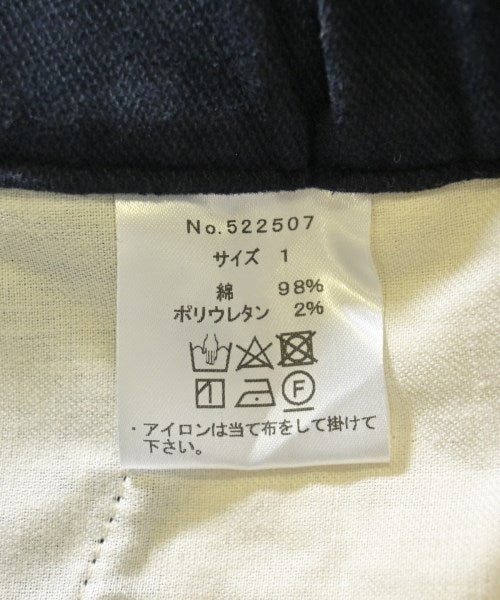 No.522507
サイズ 1
綿 98%
ポリウレタン 2%
F
・アイロンは当て布をして掛けて
下さい。